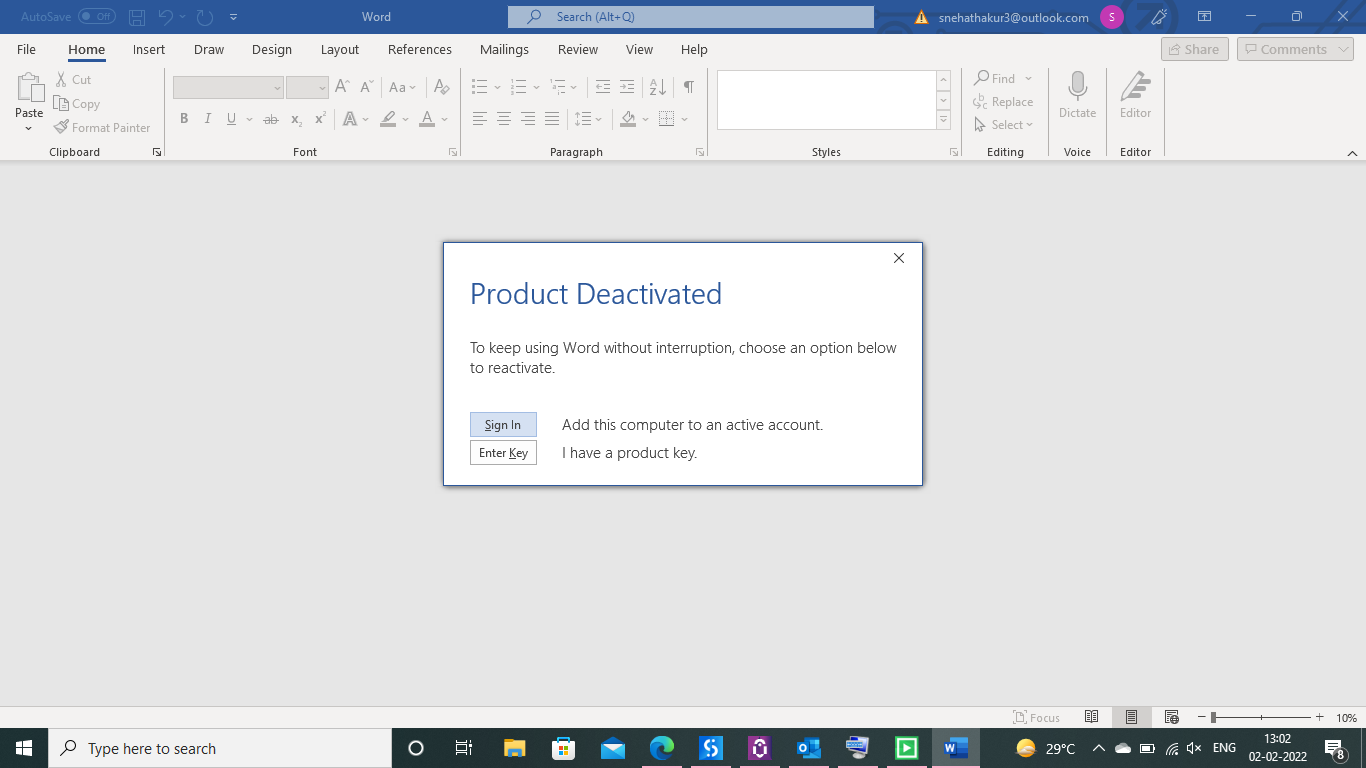 AutoSave Off Word Search (Alt+Q) snehathakur3@outlook.com S
File Home Insert Draw Design Layout References Mailings Review View Help Share Comments
Paste
Cut
Copy
Format Painter
Clipboard
Aa
B I U ab x₂ x² A A
Font
A Z
Paragraph
Styles
Find
Replace
Select
Editing
Dictate
Voice
Editor
Editor
Product Deactivated
To keep using Word without interruption, choose an option below
to reactivate.
Sign In Add this computer to an active account.
Enter Key I have a product key.
Focus 10%
Type here to search 29°C ENG 13:02
02-02-2022 8